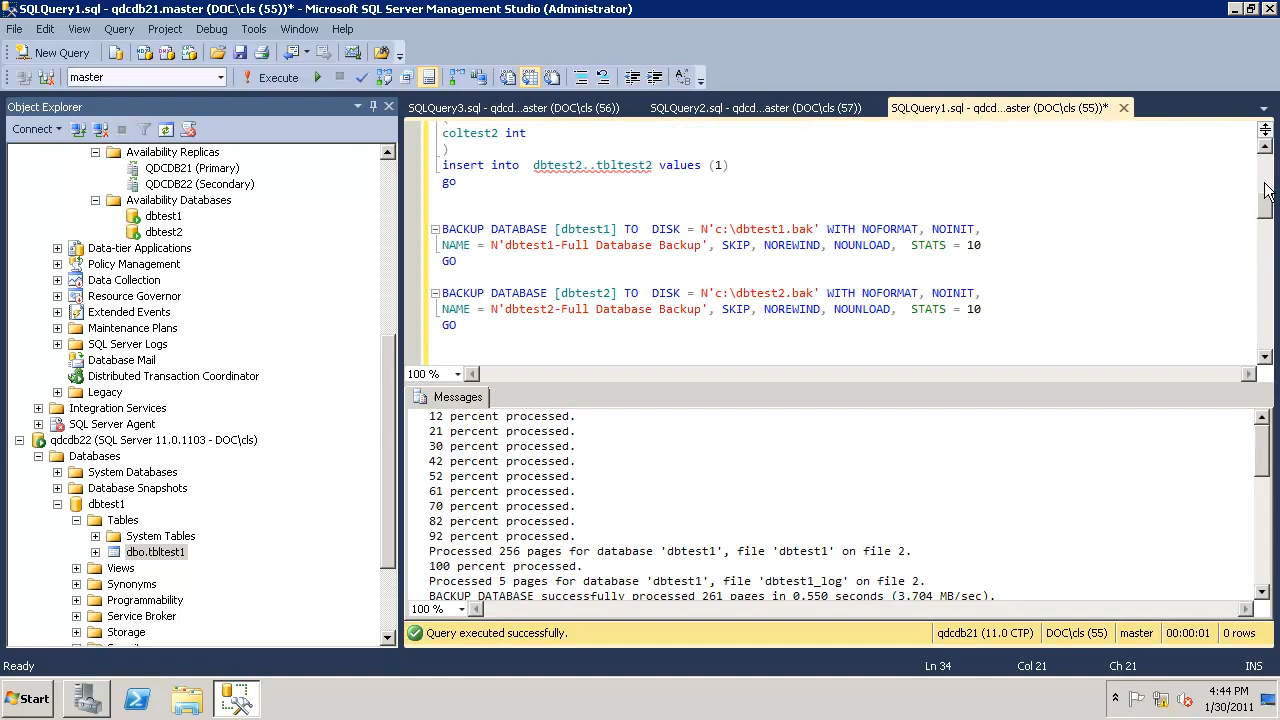 SQLQuery1.sql - qdcdb21.master (DOC\cls (55))* - Microsoft SQL Server Management Studio (Administrator)
File Edit View Query Project Debug Tools Window Help
New Query
master Execute
Object Explorer
Connect
Availability Replicas
QDCDB21 (Primary)
QDCDB22 (Secondary)
Availability Databases
dbtest1
dbtest2
Data-tier Applications
Policy Management
Data Collection
Resource Governor
Extended Events
Maintenance Plans
SQL Server Logs
Database Mail
Distributed Transaction Coordinator
Legacy
Integration Services
SQL Server Agent
qdcdb22 (SQL Server 11.0.1103 - DOC\cls)
Databases
System Databases
Database Snapshots
dbtest1
Tables
System Tables
dbo.tbltest1
Views
Synonyms
Programmability
Service Broker
Storage
SQLQuery3.sql - qdcd...aster (DOC\cls (56)) SQLQuery2.sql - qdcd...aster (DOC\cls (57)) SQLQuery1.sql - qdcd...aster (DOC\cls (55))*
coltest2 int
)
insert into dbtest2..tbltest2 values (1)
go
BACKUP DATABASE [dbtest1] TO DISK = N'c:\dbtest1.bak' WITH NOFORMAT, NOINIT,
NAME = N'dbtest1-Full Database Backup', SKIP, NOREWIND, NOUNLOAD, STATS = 10
GO
BACKUP DATABASE [dbtest2] TO DISK = N'c:\dbtest2.bak' WITH NOFORMAT, NOINIT,
NAME = N'dbtest2-Full Database Backup', SKIP, NOREWIND, NOUNLOAD, STATS = 10
GO
100 %
Messages
12 percent processed.
21 percent processed.
30 percent processed.
42 percent processed.
52 percent processed.
61 percent processed.
70 percent processed.
82 percent processed.
92 percent processed.
Processed 256 pages for database 'dbtest1', file 'dbtest1' on file 2.
100 percent processed.
Processed 5 pages for database 'dbtest1', file 'dbtest1_log' on file 2.
BACKUP DATABASE successfully processed 261 pages in 0.550 seconds (3.704 MB/sec).
100 %
Query executed successfully. qdcdb21 (11.0 CTP) DOC\cls (55) master 00:00:01 0 rows
Ready Ln 34 Col 21 Ch 21 INS
Start
4:44 PM
1/30/2011